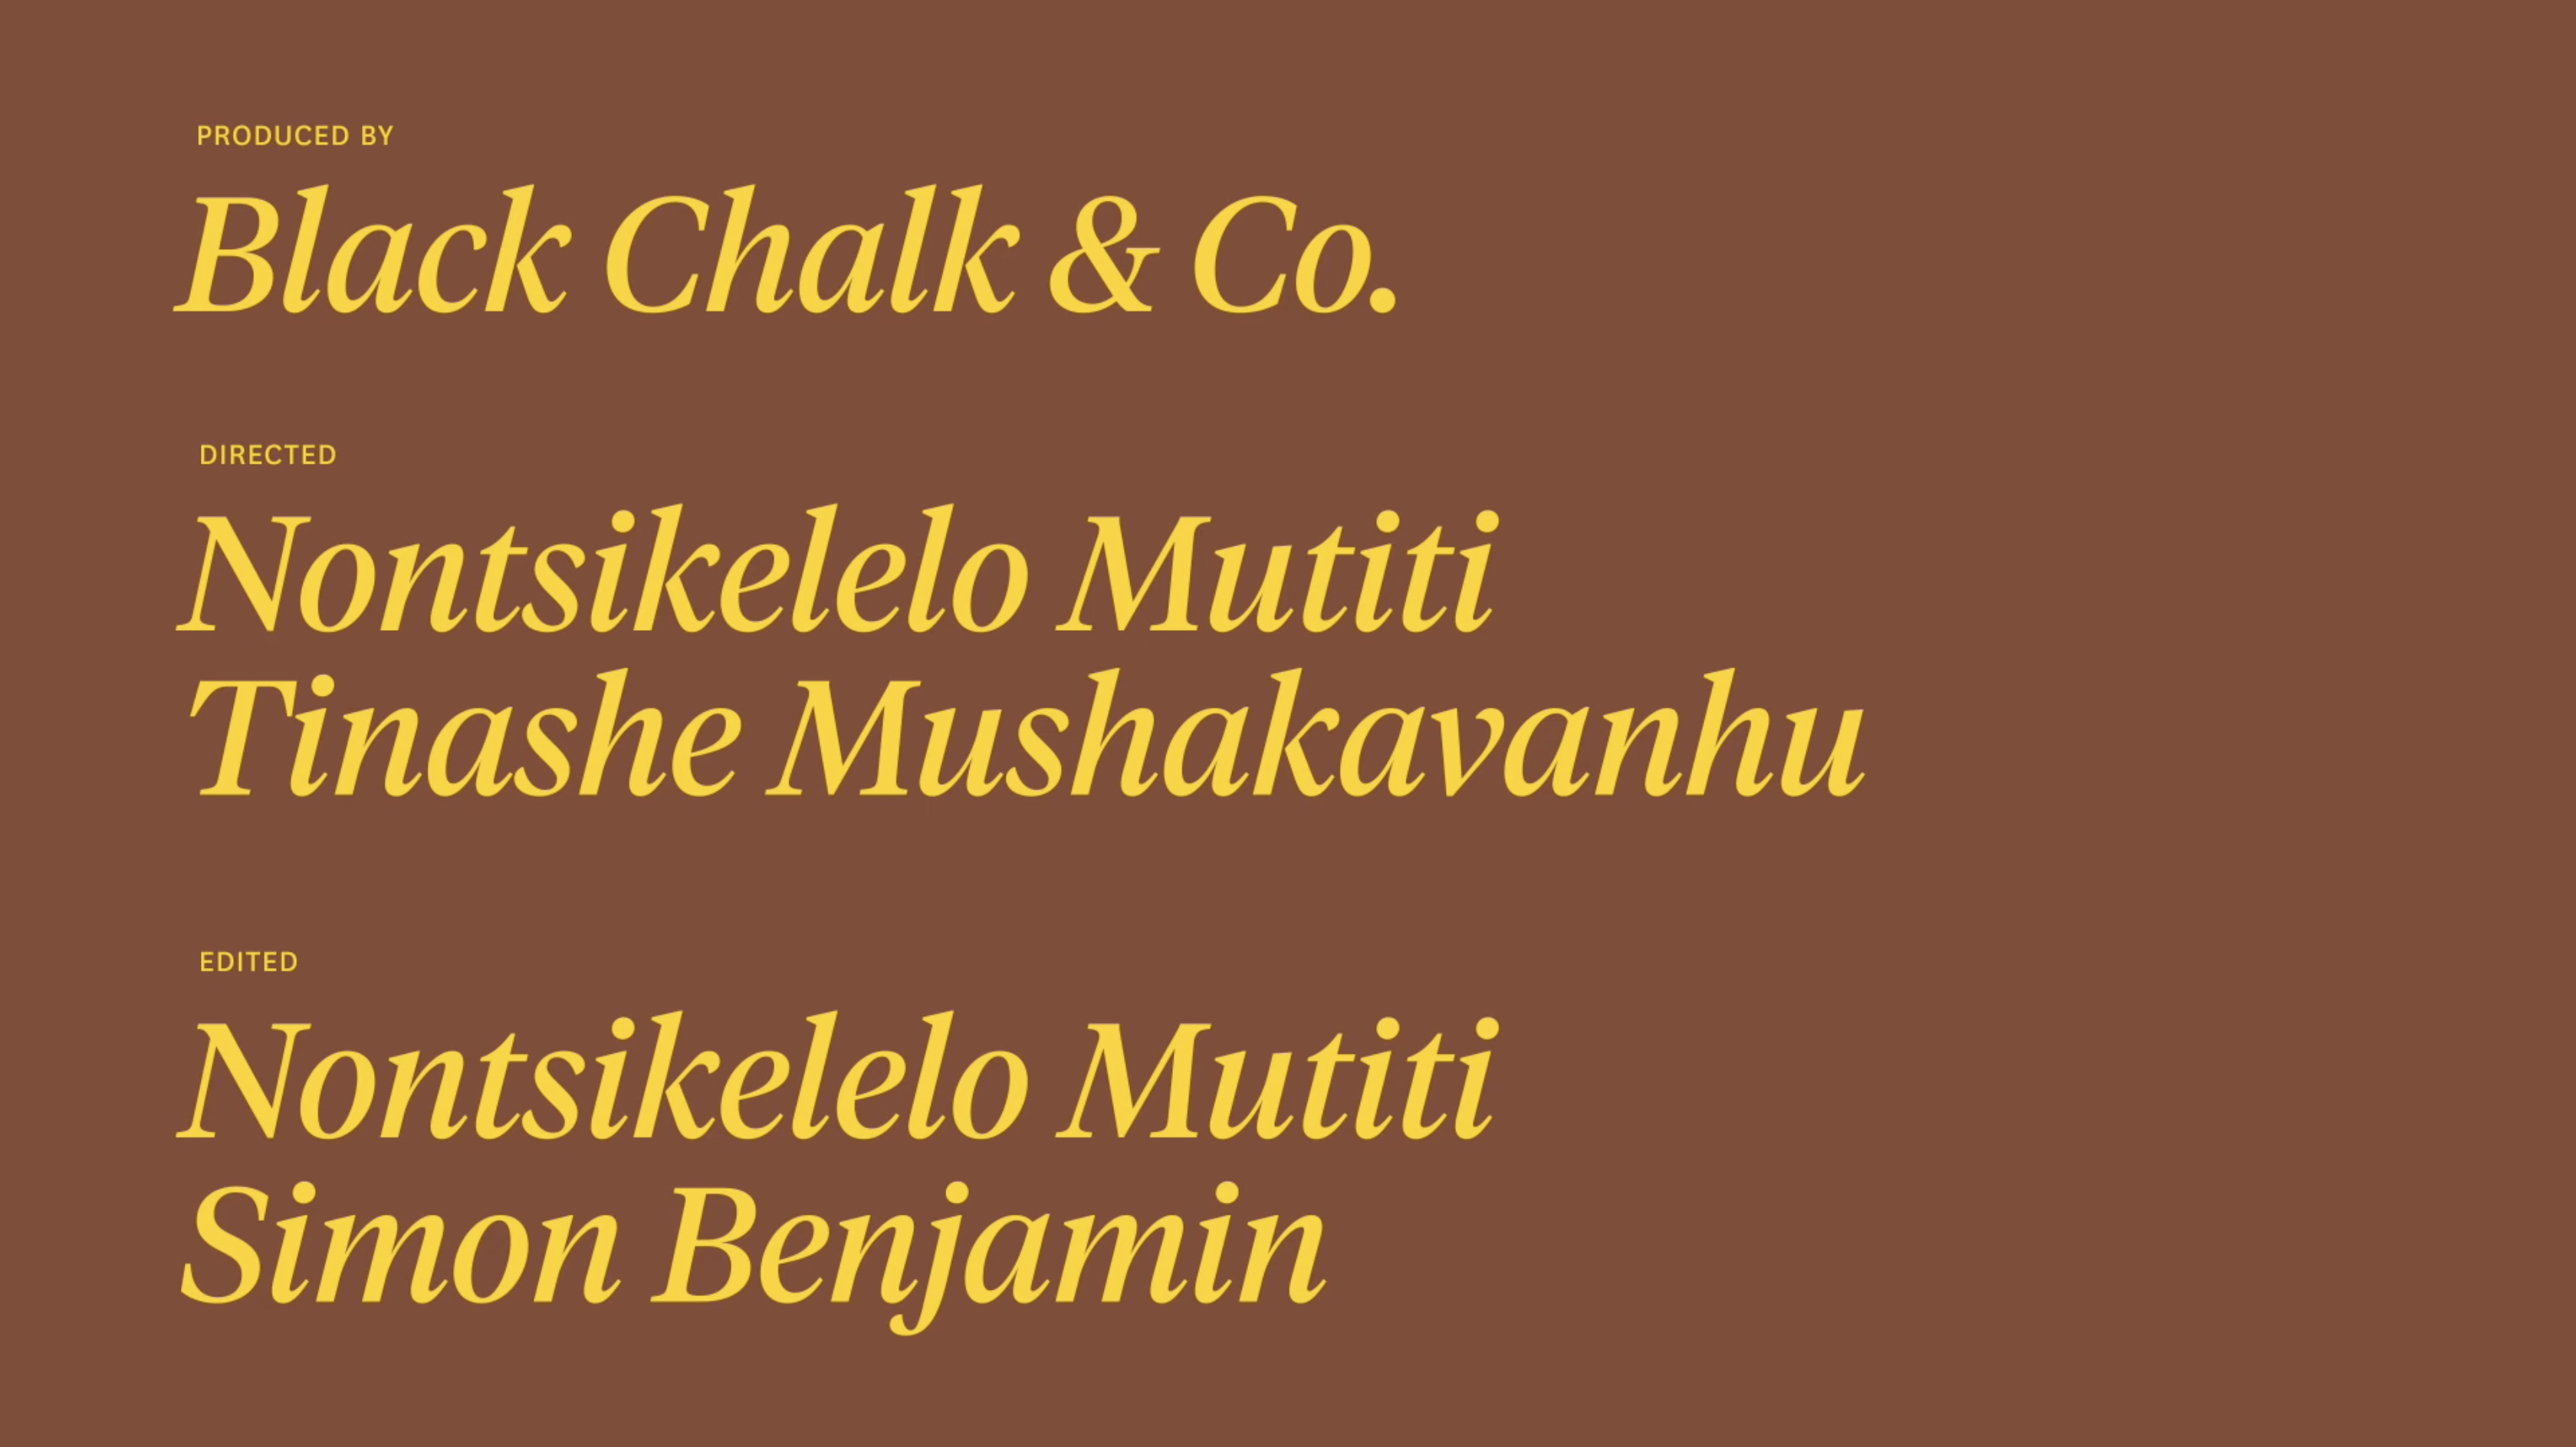 PRODUCED BY
Black Chalk & Co.
DIRECTED
Nontsikelelo Mutiti
Tinashe Mushakavanhu
EDITED
Nontsikelelo Mutiti
Simon Benjamin